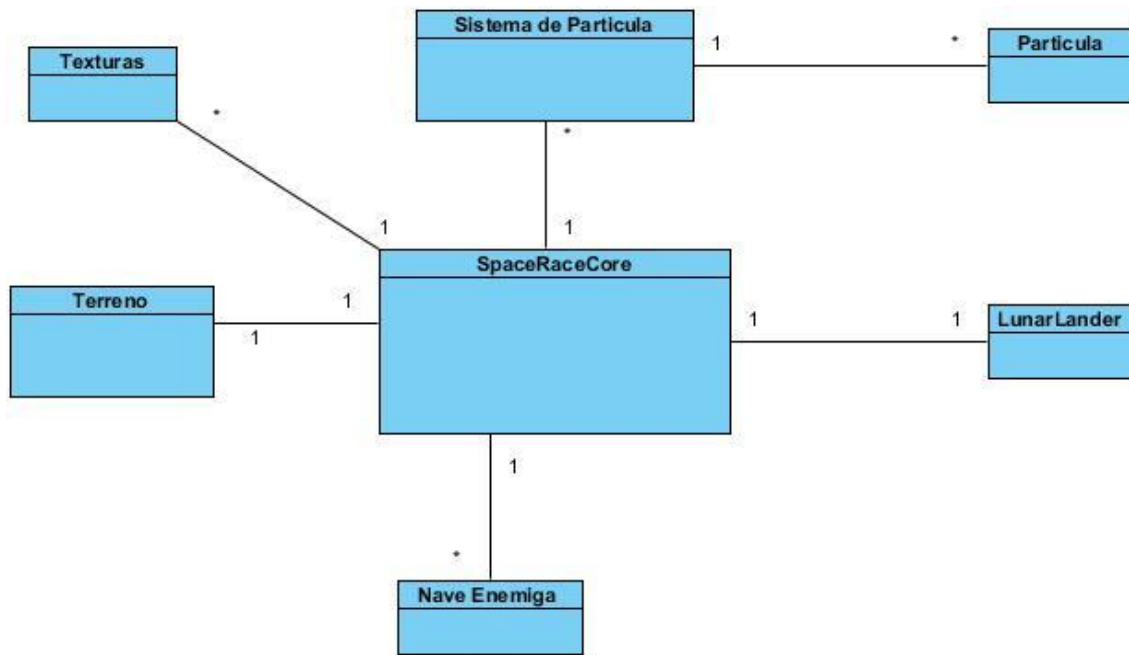 Sistema de Particula
1
*
Particula
Texturas
*
*
1
1
SpaceRaceCore
Terreno
1
1
1
1
LunarLander
1
*
Nave Enemiga